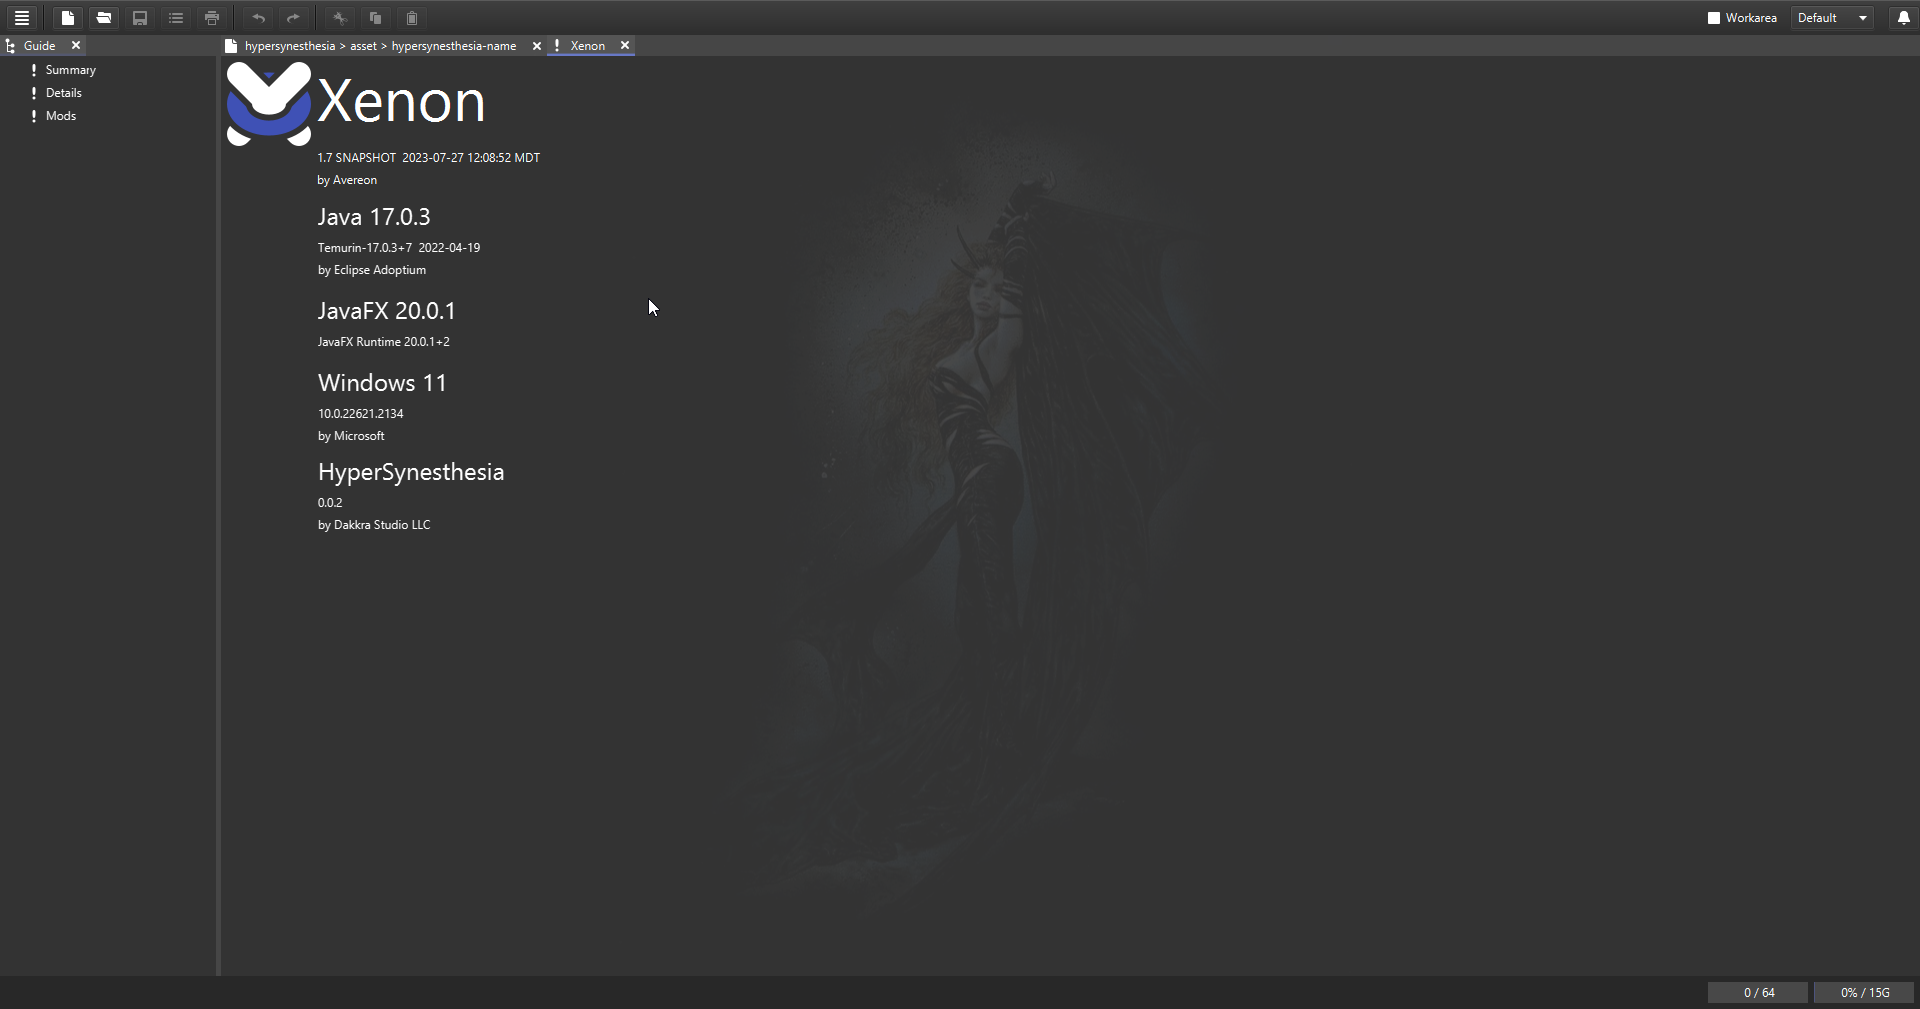 Workarea
Default
Guide
hypersynesthesia > asset > hypersynesthesia-name
Xenon
Summary
Details
Mods
Xenon
1.7 SNAPSHOT 2023-07-27 12:08:52 MDT
by Avereon
Java 17.0.3
Temurin-17.0.3+7 2022-04-19
by Eclipse Adoptium
JavaFX 20.0.1
JavaFX Runtime 20.0.1+2
Windows 11
10.0.22621.2134
by Microsoft
HyperSynesthesia
0.0.2
by Dakkra Studio LLC
0 / 64
0% / 15G